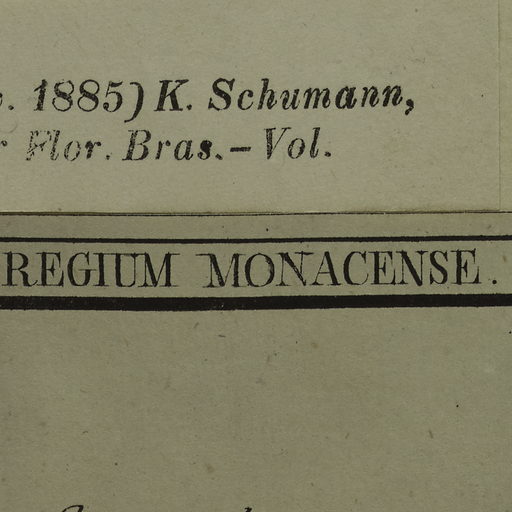 . 1885) K. Schumann,
r Flor. Bras.—Vol.
REGIUM MONACENSE.